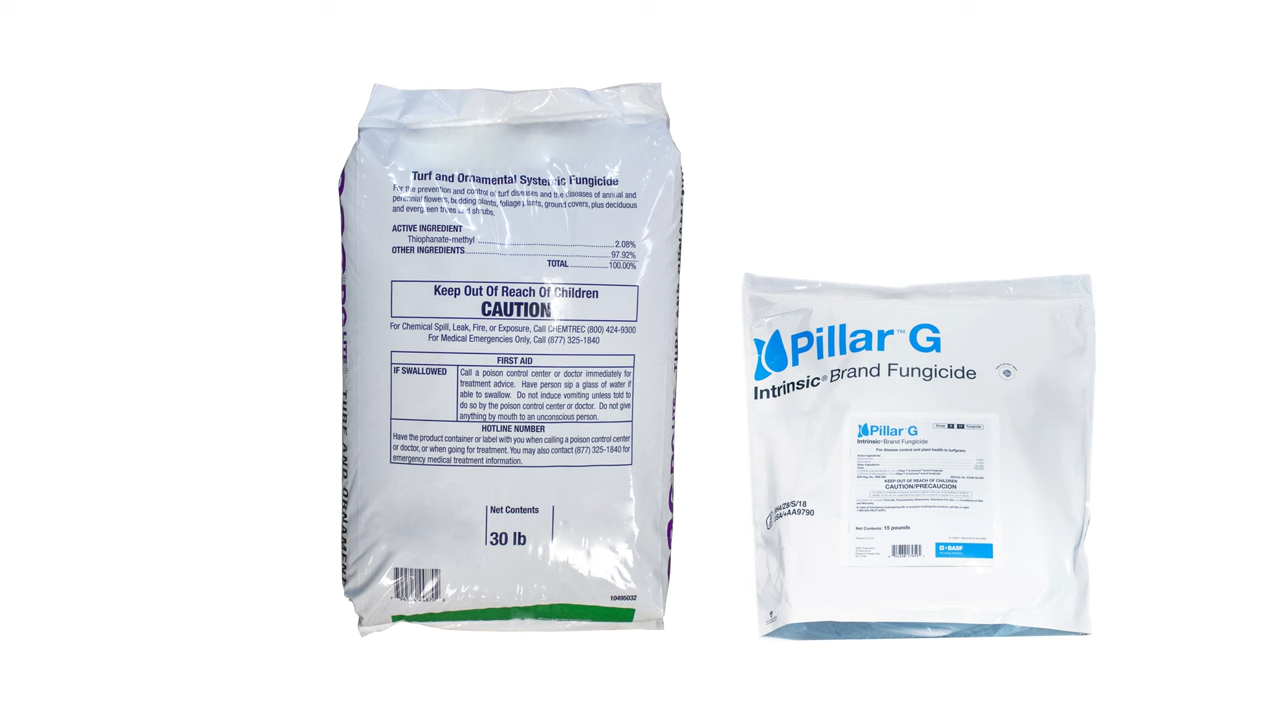 Turf and Ornamental Systemic Fungicide
For the prevention and control of turf diseases and the diseases of annual and
perennial flowers, bedding plants, foliage plants, ground covers, plus deciduous
and evergreen trees and shrubs.
ACTIVE INGREDIENT
Thiophanate-methyl 2.08%
OTHER INGREDIENTS 97.92%
TOTAL 100.00%
Keep Out Of Reach Of Children
CAUTION
For Chemical Spill, Leak, Fire, or Exposure, Call CHEMTREC (800) 424-9300
For Medical Emergencies Only, Call (877) 325-1840
FIRST AID
IF SWALLOWED
Call a poison control center or doctor immediately for
treatment advice. Have person sip a glass of water if
able to swallow. Do not induce vomiting unless told to
do so by the poison control center or doctor. Do not give
anything by mouth to an unconscious person.
HOTLINE NUMBER
Have the product container or label with you when calling a poison control center
or doctor, or when going for treatment. You may also contact (877) 325-1840 for
emergency medical treatment information.
Net Contents
30 lb
10495032
TURF AND ORNAMENT
Pillar™ G
Intrinsic® Brand Fungicide
Pillar G
Intrinsic® Brand Fungicide
Group Fungicide
For disease control and plant health in turfgrass
Active Ingredients
Other Ingredients
KEEP OUT OF REACH OF CHILDREN
CAUTION/PRECAUCION
Net Contents: 15 pounds
BASF